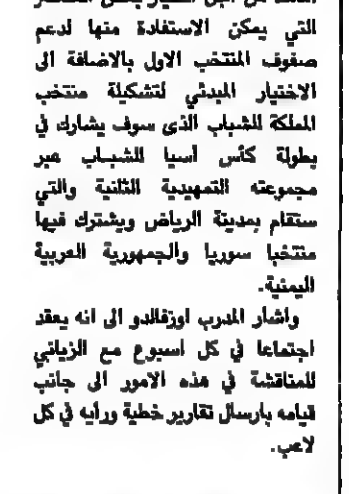 التي يمكن الاستفادة منها لدعم
صفوف المنتخب الاول بالاضافة الى
الاختيار المبدئي لتشكيلة منتخب
المملكة للشباب الذى سوف يشارك في
بطولة كأس آسيا للشباب عبر
مجموعته التمهيدية الثانية والتي
ستقام بمدينة الرياض ويشترك فيها
منتخبا سوريا والجمهورية العربية
اليمنية.
واشار المدرب اوزفالدو الى انه يعقد
اجتماعا في كل اسبوع مع الزياني
للمناقشة في هذه الامور الى جانب
قيامه بارسال تقارير خطية ورأيه في كل
لاعب.